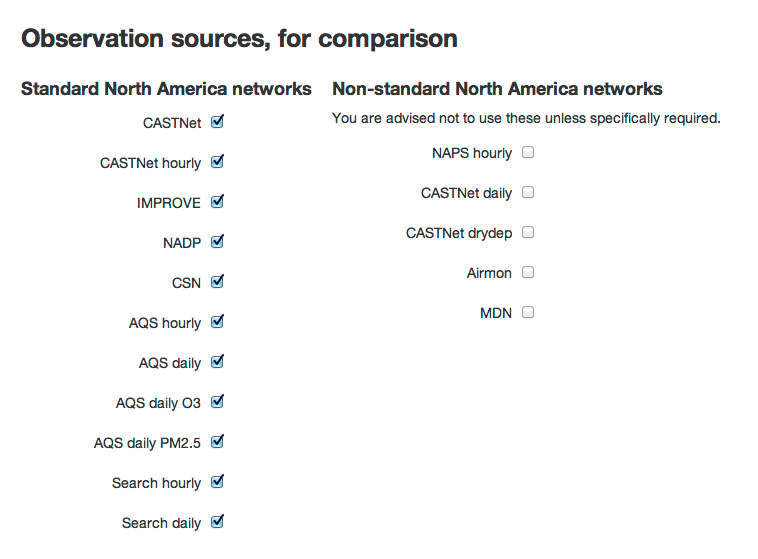 Observation sources, for comparison
Standard North America networks
CASTNet
CASTNet hourly
IMPROVE
NADP
CSN
AQS hourly
AQS daily
AQS daily O3
AQS daily PM2.5
Search hourly
Search daily
Non-standard North America networks
You are advised not to use these unless specifically required.
NAPS hourly
CASTNet daily
CASTNet drydep
Airmon
MDN